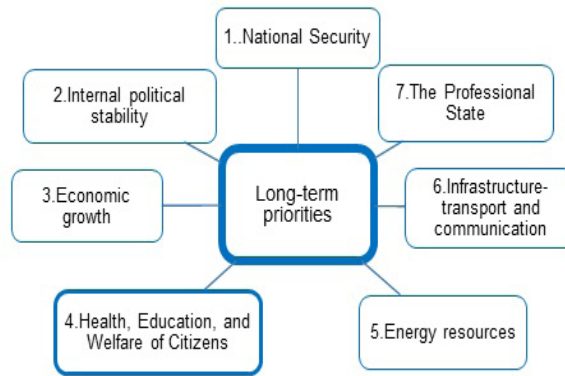 1..National Security
2.Internal political
stability
7.The Professional
State
3.Economic
growth
Long-term
priorities
6.Infrastructure-
transport and
communication
4.Health, Education, and
Welfare of Citizens
5.Energy resources